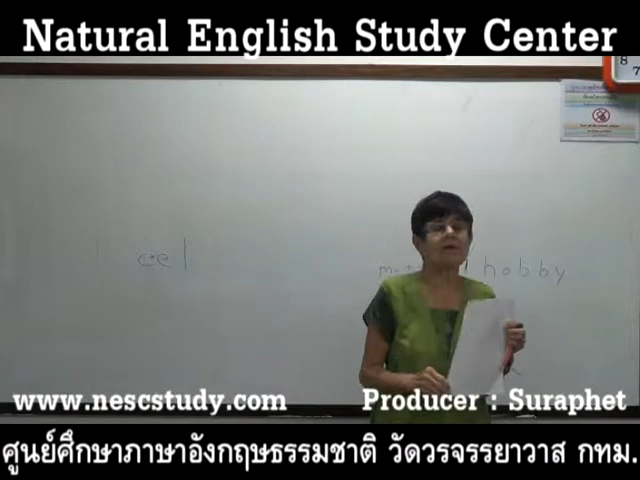 Natural English Study Center
8
7
hobby
www.nescstudy.com
Producer : Suraphet
ศูนย์ศึกษาภาษาอังกฤษธรรมชาติ วัดวรจรรยาวาส กทม.